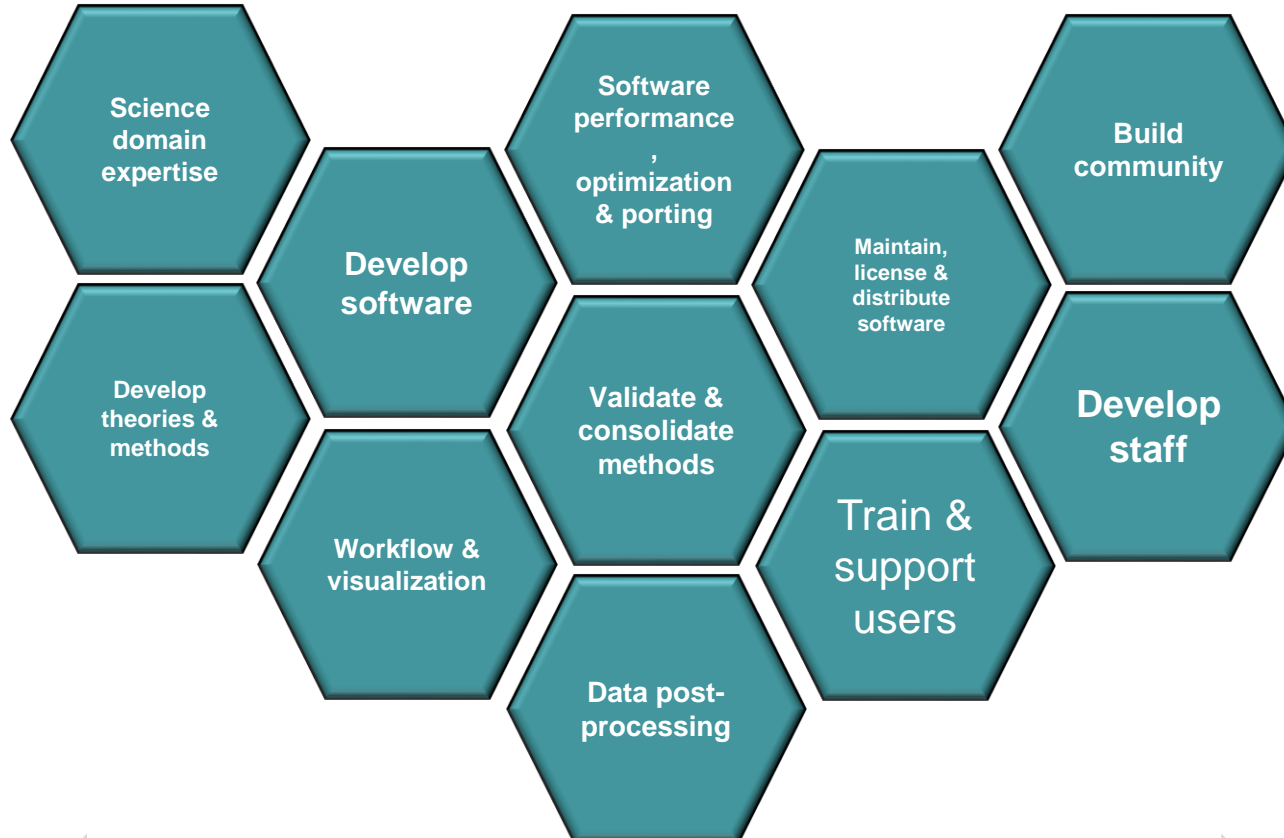 Science
domain
expertise
Software
performance
,
optimization
& porting
Build
community
Develop
software
Maintain,
license &
distribute
software
Develop
theories &
methods
Validate &
consolidate
methods
Develop
staff
Workflow &
visualization
Train &
support
users
Data post-
processing